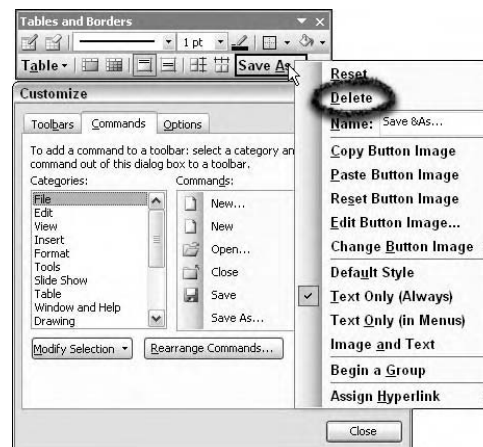 Tables and Borders
1 pt
Table
Save As
Customize
Toolbars Commands Options
To add a command to a toolbar: select a category an
command out of this dialog box to a toolbar.
Categories:
File
Edit
View
Insert
Format
Tools
Slide Show
Table
Window and Help
Drawing
Commands:
New...
New
Open...
Close
Save
Save As...
Modify Selection
Rearrange Commands...
Close
Reset
Delete
Name: Save &As...
Copy Button Image
Paste Button Image
Reset Button Image
Edit Button Image...
Change Button Image
Default Style
Text Only (Always)
Text Only (in Menus)
Image and Text
Begin a Group
Assign Hyperlink